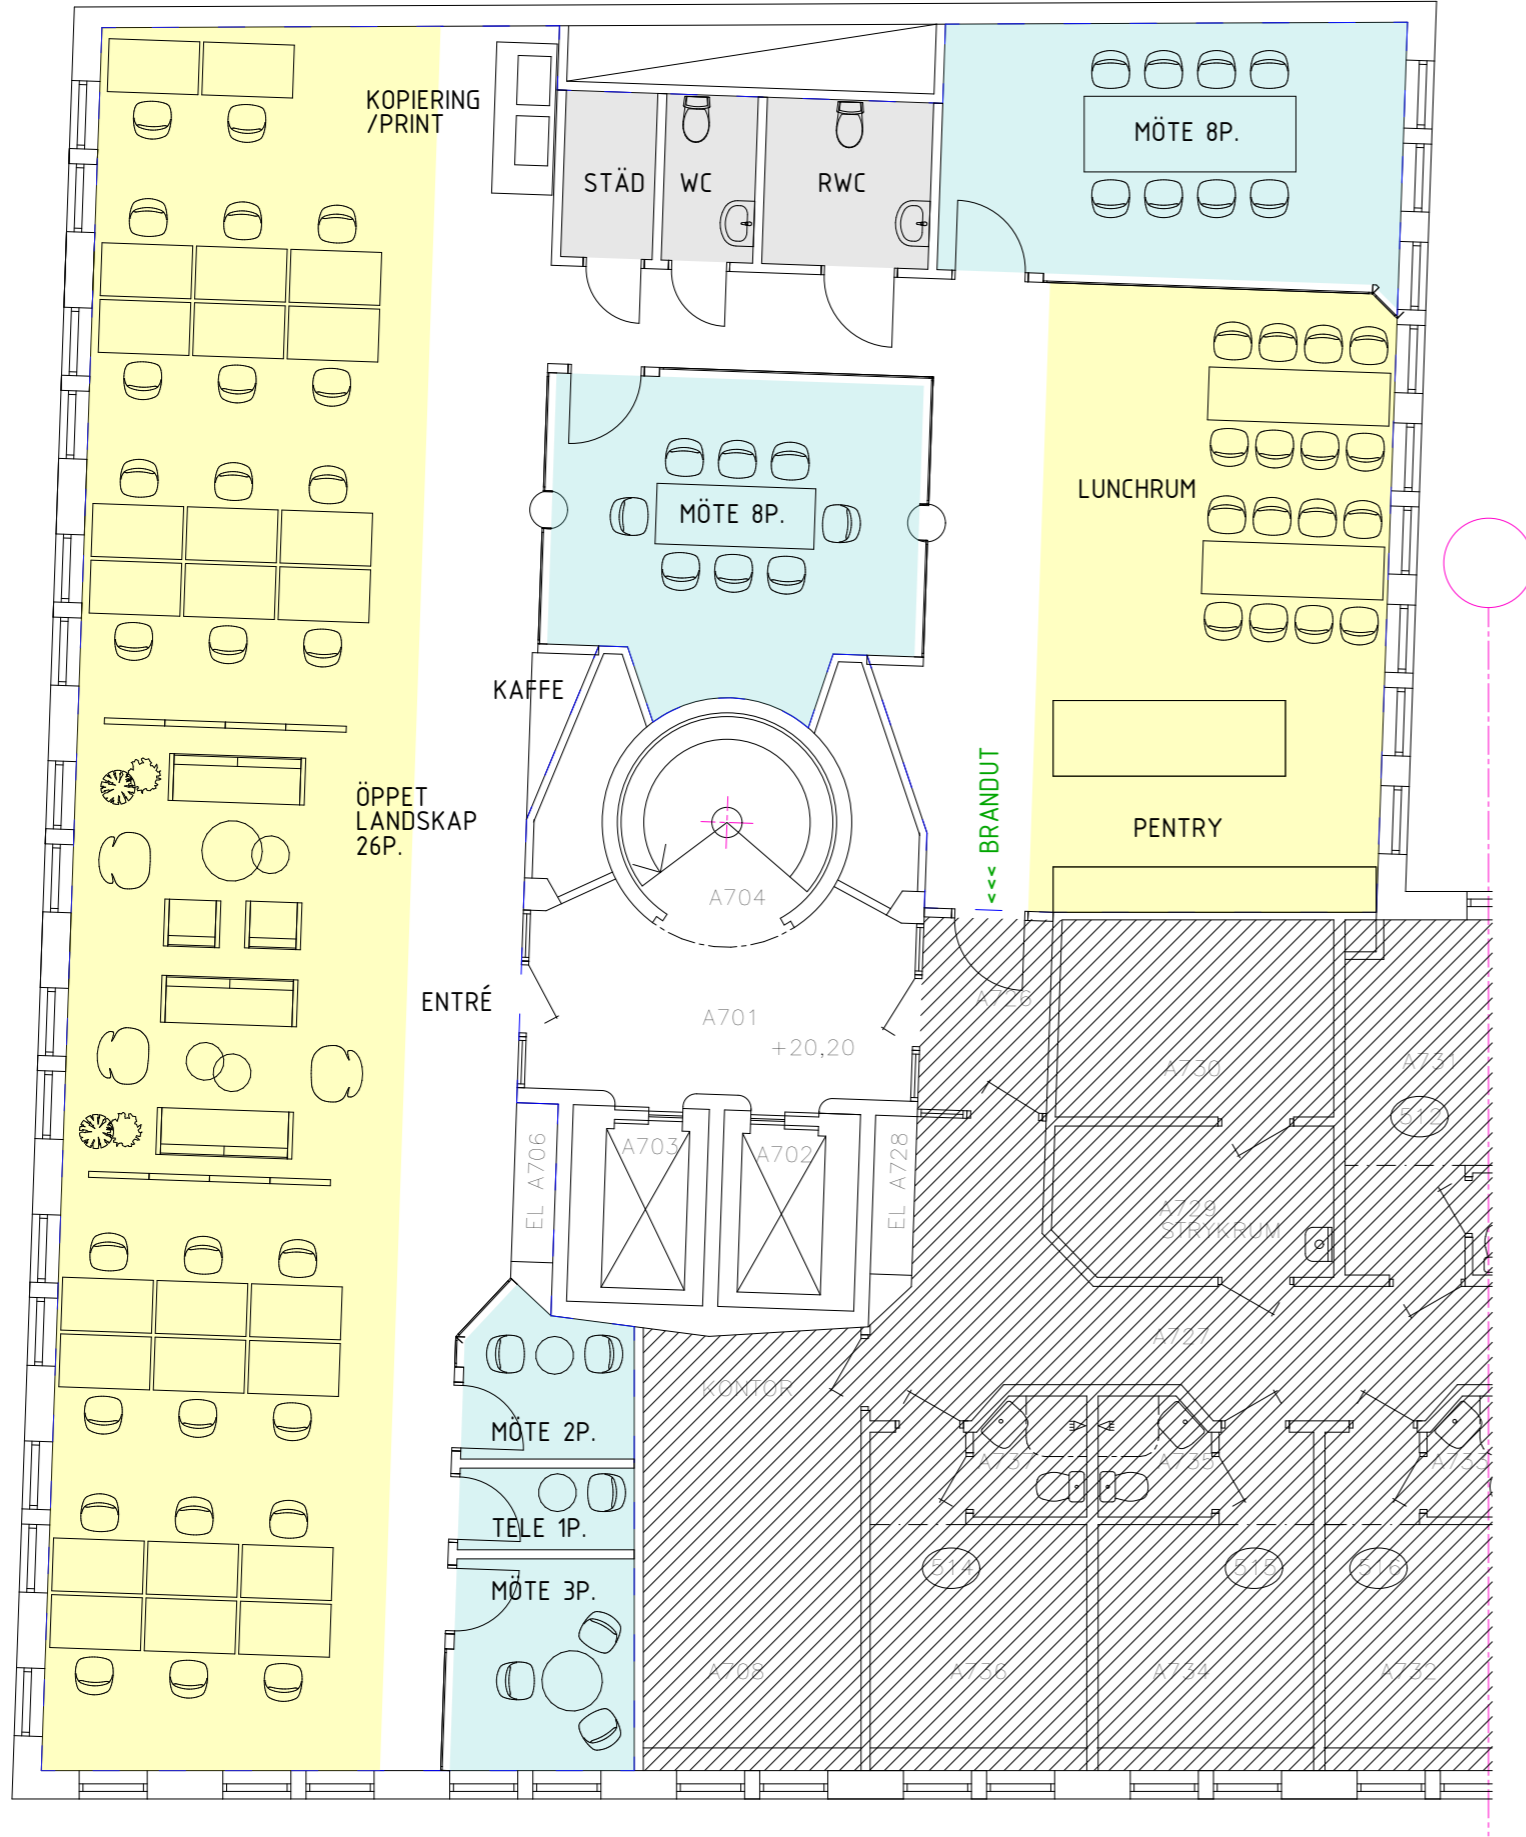 KOPIERING
/PRINT
STÄD
WC
RWC
MÖTE 8P.
LUNCHRUM
MÖTE 8P.
KAFFE
ÖPPET
LANDSKAP
26P.
<<< BRANDUT
PENTRY
A704
ENTRÉ
A701
+20,20
A726
A730
A731
512
EL A706
A703
A702
EL A728
A729
STRYKRUM
A727
KONTOR
MÖTE 2P.
A737
A735
A733
TELE 1P.
514
515
516
MÖTE 3P.
A708
A736
A734
A732